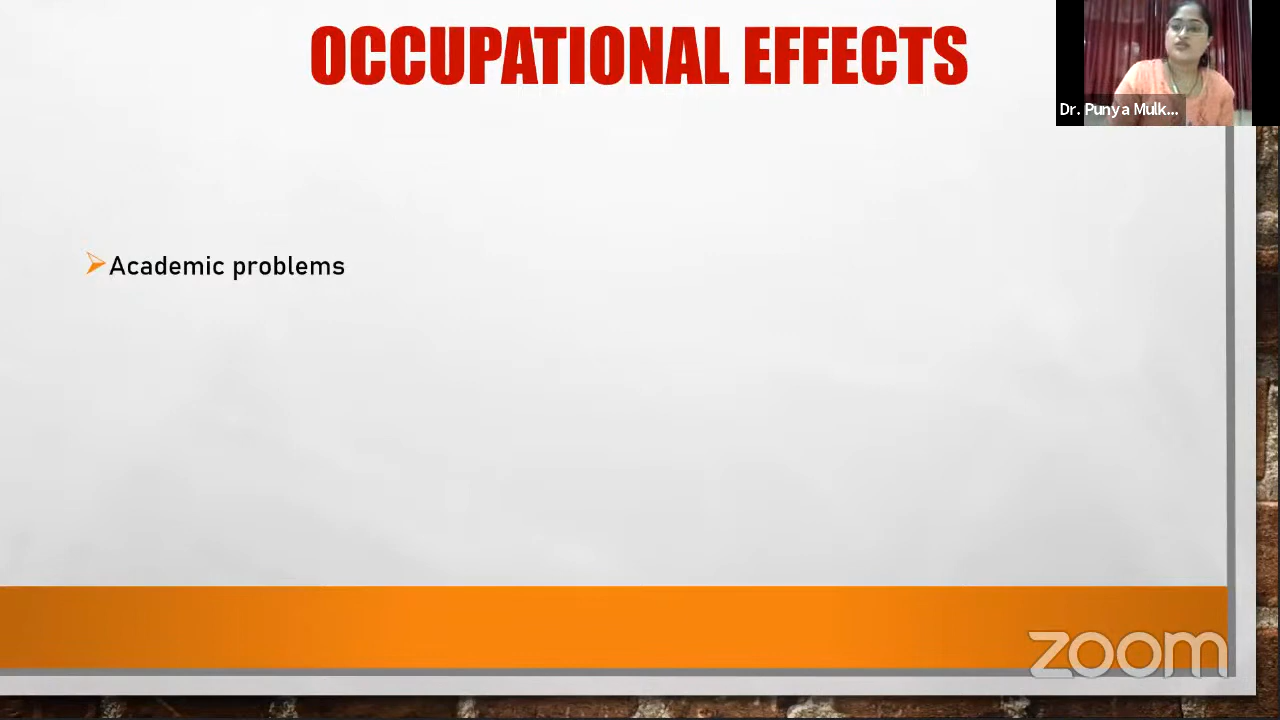 OCCUPATIONAL EFFECTS
Dr. Punya Mulk...
Academic problems
zoom